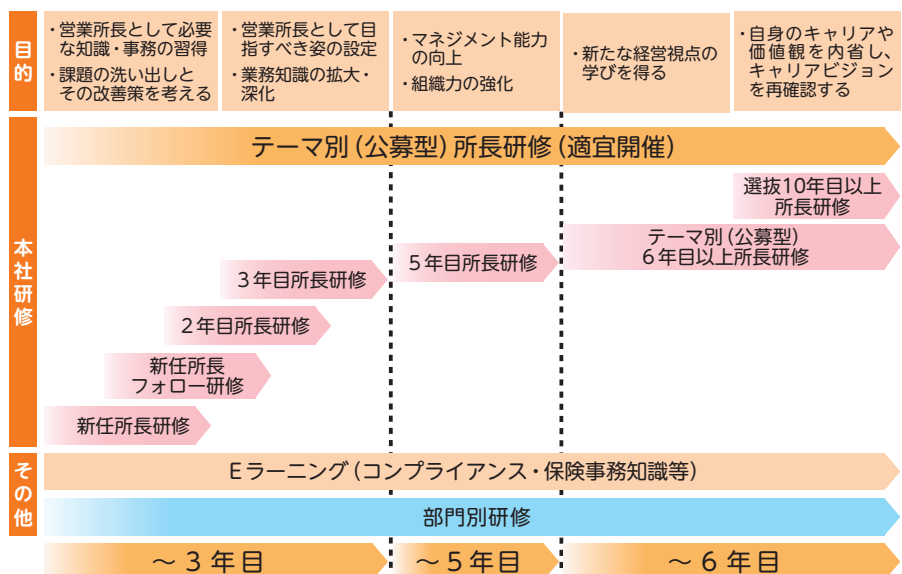 目的
・営業所長として必要
な知識・事務の習得
・課題の洗い出しと
その改善策を考える
・営業所長として目
指すべき姿の設定
・業務知識の拡大・
深化
・マネジメント能力
の向上
・組織力の強化
・新たな経営視点の
学びを得る
・自身のキャリアや
価値観を内省し、
キャリアビジョン
を再確認する
本社研修
テーマ別（公募型）所長研修（適宜開催）
選抜10年目以上
所長研修
テーマ別（公募型）
６年目以上所長研修
５年目所長研修
３年目所長研修
２年目所長研修
新任所長
フォロー研修
新任所長研修
その他
Ｅラーニング（コンプライアンス・保険事務知識等）
部門別研修
～３年目
～５年目
～６年目